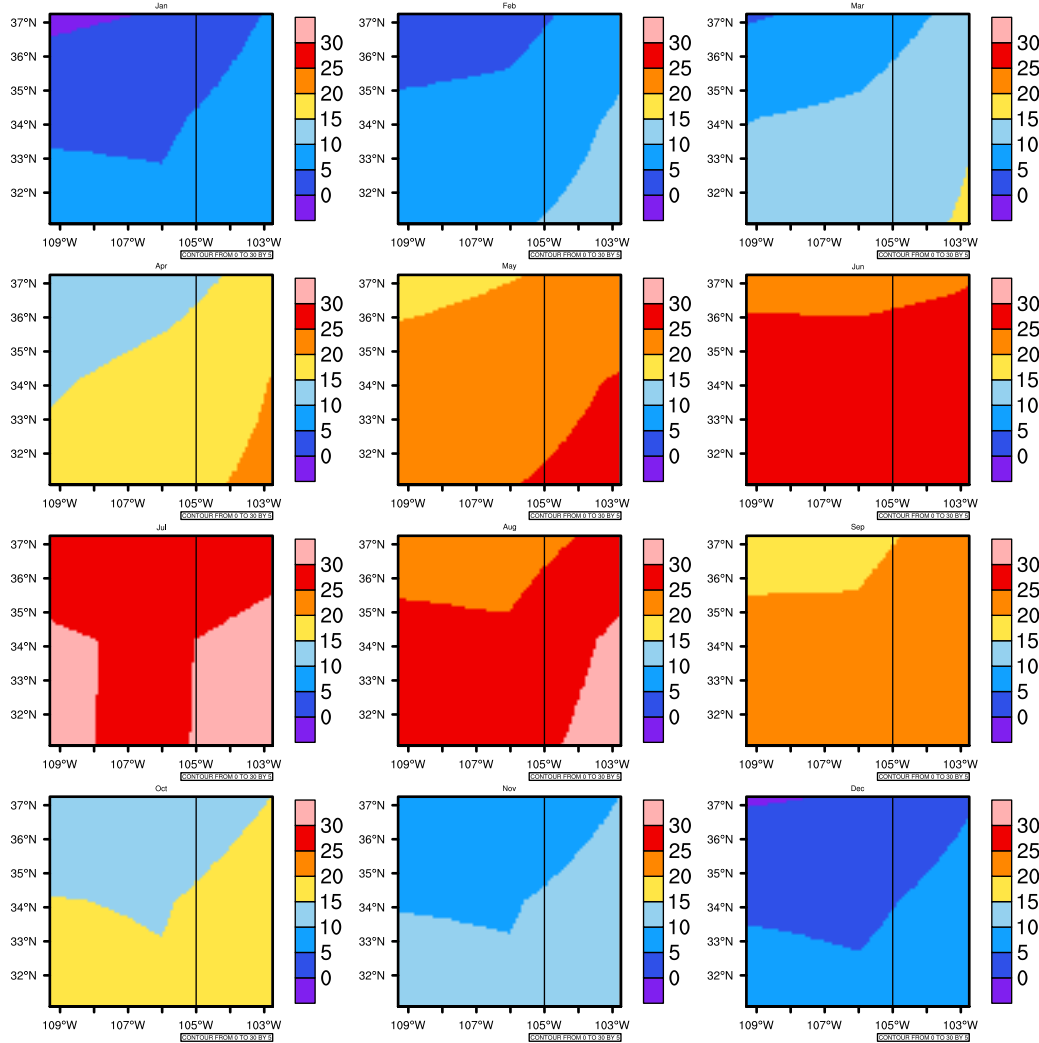 Jan
37°N
36°N
35°N
34°N
33°N
32°N
109°W 107°W 105°W 103°W
30
25
20
15
10
5
0
CONTOUR FROM 0 TO 30 BY 5
Feb
37°N
36°N
35°N
34°N
33°N
32°N
109°W 107°W 105°W 103°W
30
25
20
15
10
5
0
CONTOUR FROM 0 TO 30 BY 5
Mar
37°N
36°N
35°N
34°N
33°N
32°N
109°W 107°W 105°W 103°W
30
25
20
15
10
5
0
CONTOUR FROM 0 TO 30 BY 5
Apr
37°N
36°N
35°N
34°N
33°N
32°N
109°W 107°W 105°W 103°W
30
25
20
15
10
5
0
CONTOUR FROM 0 TO 30 BY 5
May
37°N
36°N
35°N
34°N
33°N
32°N
109°W 107°W 105°W 103°W
30
25
20
15
10
5
0
CONTOUR FROM 0 TO 30 BY 5
Jun
37°N
36°N
35°N
34°N
33°N
32°N
109°W 107°W 105°W 103°W
30
25
20
15
10
5
0
CONTOUR FROM 0 TO 30 BY 5
Jul
37°N
36°N
35°N
34°N
33°N
32°N
109°W 107°W 105°W 103°W
30
25
20
15
10
5
0
CONTOUR FROM 0 TO 30 BY 5
Aug
37°N
36°N
35°N
34°N
33°N
32°N
109°W 107°W 105°W 103°W
30
25
20
15
10
5
0
CONTOUR FROM 0 TO 30 BY 5
Sep
37°N
36°N
35°N
34°N
33°N
32°N
109°W 107°W 105°W 103°W
30
25
20
15
10
5
0
CONTOUR FROM 0 TO 30 BY 5
Oct
37°N
36°N
35°N
34°N
33°N
32°N
109°W 107°W 105°W 103°W
30
25
20
15
10
5
0
CONTOUR FROM 0 TO 30 BY 5
Nov
37°N
36°N
35°N
34°N
33°N
32°N
109°W 107°W 105°W 103°W
30
25
20
15
10
5
0
CONTOUR FROM 0 TO 30 BY 5
Dec
37°N
36°N
35°N
34°N
33°N
32°N
109°W 107°W 105°W 103°W
30
25
20
15
10
5
0
CONTOUR FROM 0 TO 30 BY 5